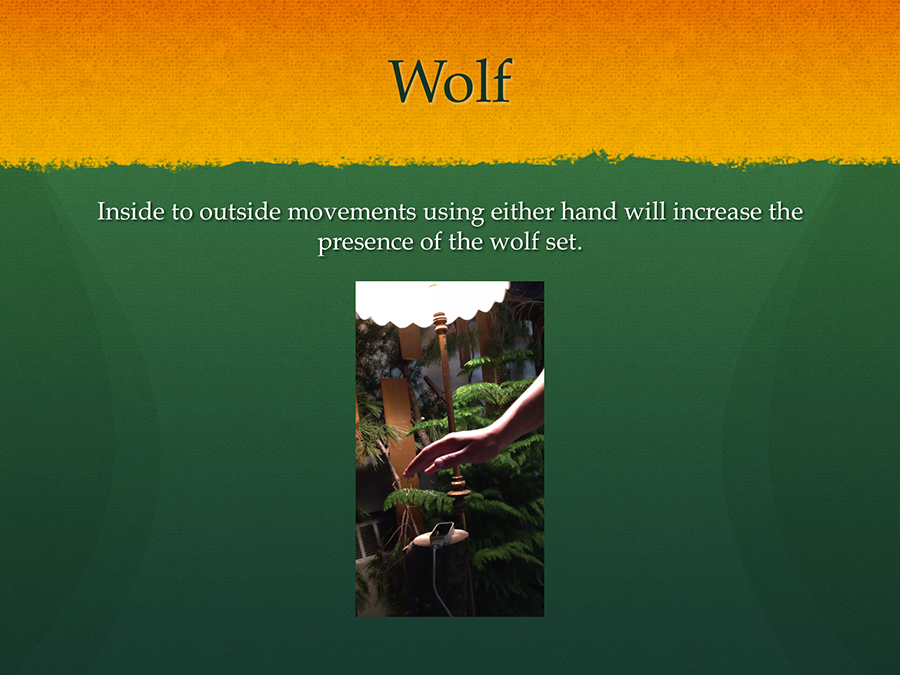 Wolf
Inside to outside movements using either hand will increase the
presence of the wolf set.